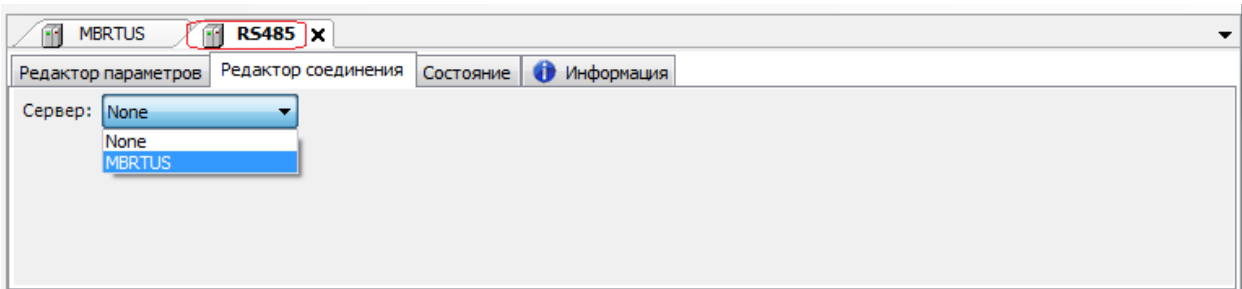 MBRTUS RS485
Редактор параметров Редактор соединения Состояние Информация
Сервер: None
None
MBRTUS